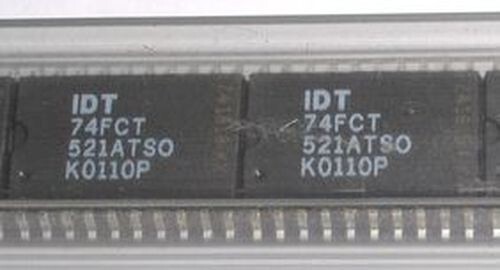 IDT
74FCT
521ATSO
K0110P
IDT
74FCT
521ATSO
K0110P